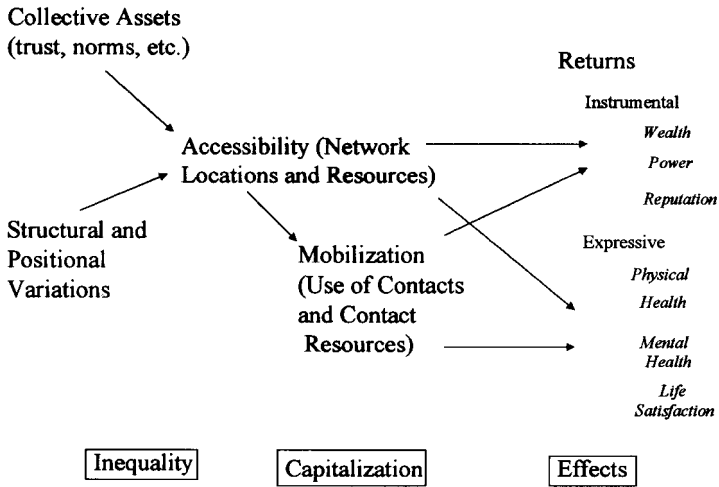 Collective Assets
(trust, norms, etc.)
Structural and
Positional
Variations
Accessibility (Network
Locations and Resources)
Mobilization
(Use of Contacts
and Contact
Resources)
Returns
Instrumental
Wealth
Power
Reputation
Expressive
Physical
Health
Mental
Health
Life
Satisfaction
Inequality
Capitalization
Effects